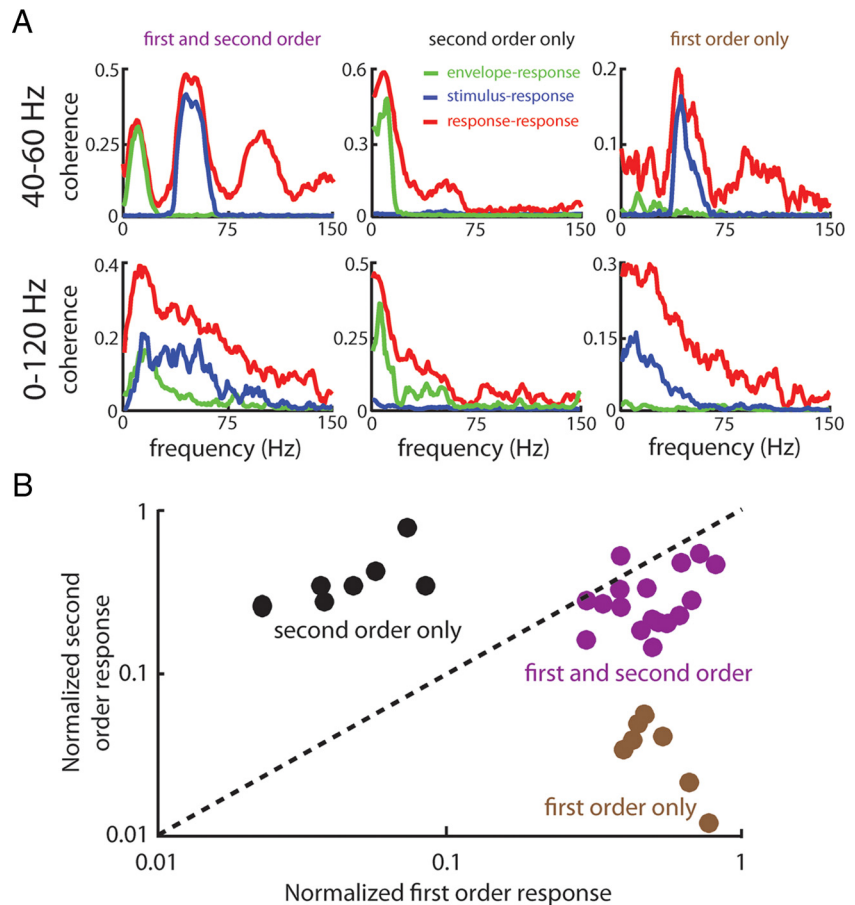 A
first and second order
second order only
first order only
40-60 Hz
coherence
0.5
0.25
0
0
75
150
0.6
0.3
0
0
75
150
envelope-response
stimulus-response
response-response
0.2
0.1
0
0
75
150
0-120 Hz
coherence
0.4
0.2
0
0
75
150
0.5
0.25
0
0
75
150
0.3
0.15
0
0
75
150
frequency (Hz)
frequency (Hz)
frequency (Hz)
B
Normalized second
order response
1
0.1
0.01
second order only
first and second order
first order only
0.01
0.1
1
Normalized first order response